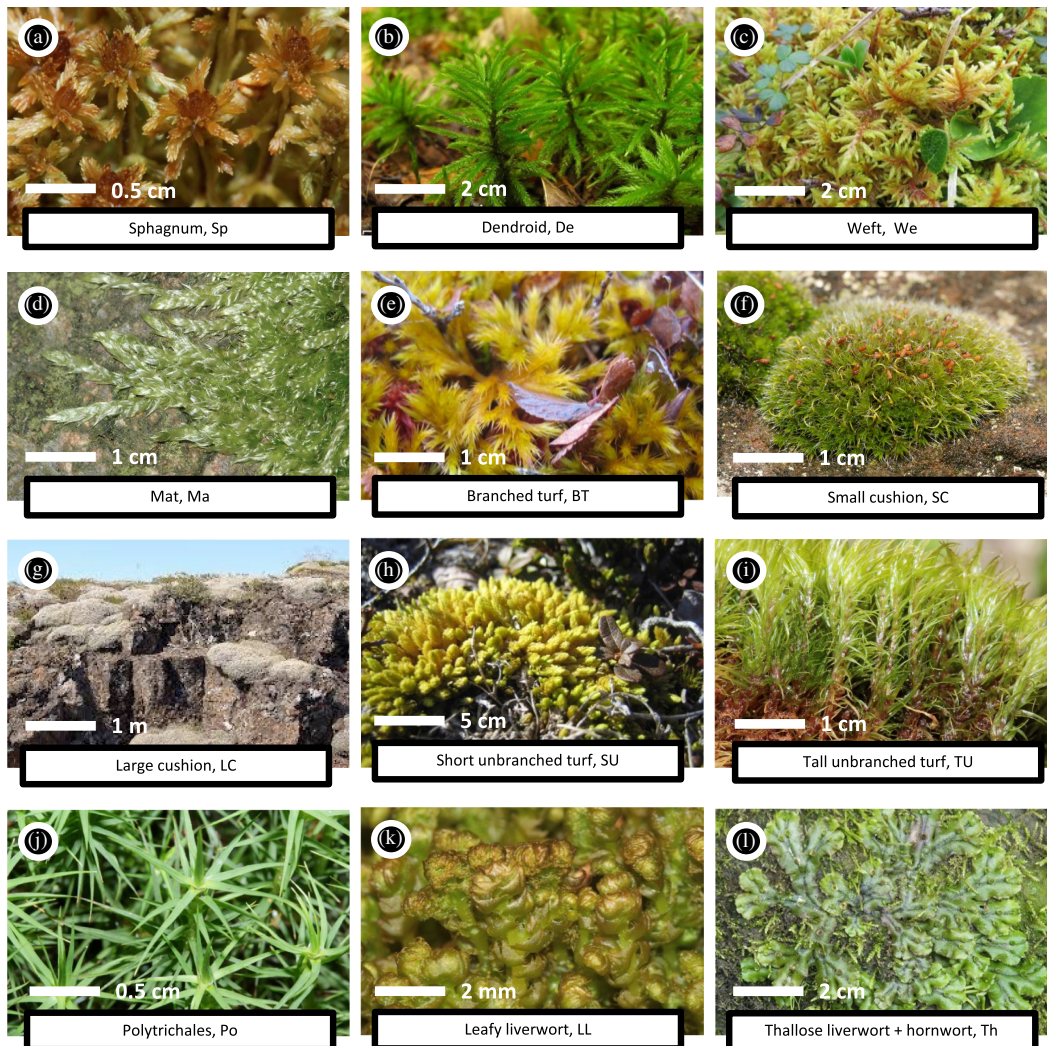 (a)
0.5 cm
Sphagnum, Sp
(b)
2 cm
Dendroid, De
(c)
2 cm
Weft, We
(d)
1 cm
Mat, Ma
(e)
1 cm
Branched turf, BT
(f)
1 cm
Small cushion, SC
(g)
1 m
Large cushion, LC
(h)
5 cm
Short unbranched turf, SU
(i)
1 cm
Tall unbranched turf, TU
(j)
0.5 cm
Polytrichales, Po
(k)
2 mm
Leafy liverwort, LL
(l)
2 cm
Thallose liverwort + hornwort, Th